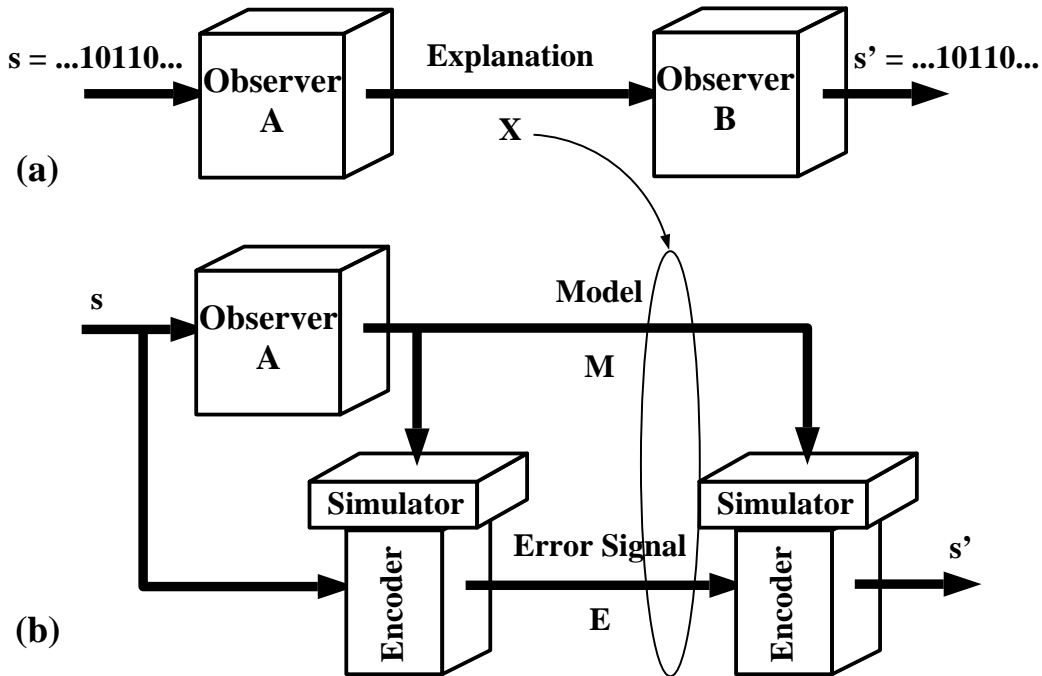 s = ...10110...
Observer
A
Explanation
X
Observer
B
s’ = ...10110...
(a)
s
Observer
A
Model
M
Simulator
Encoder
Error Signal
E
Simulator
Encoder
s’
(b)